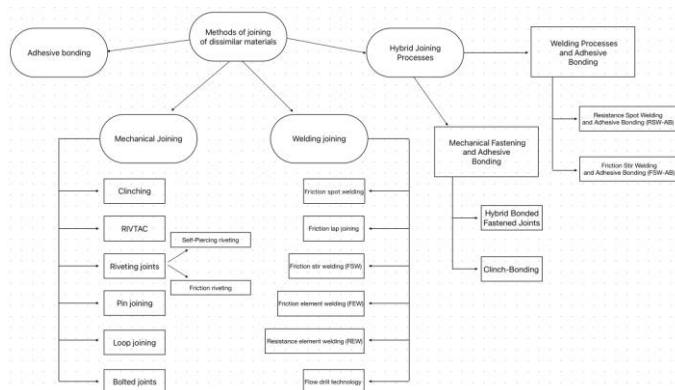 Methods of joining
of dissimilar materials
Adhesive bonding
Hybrid Joining
Processes
Welding Processes
and Adhesive
Bonding
Resistance Spot Welding
and Adhesive Bonding (RSW-AB)
Friction Stir Welding
and Adhesive Bonding (FSW-AB)
Mechanical Fastening
and Adhesive
Bonding
Hybrid Bonded
Fastened Joints
Clinch-Bonding
Mechanical Joining
Clinching
RIVTAC
Riveting joints
Self-Piercing riveting
Friction riveting
Pin joining
Loop joining
Bolted joints
Welding joining
Friction spot welding
Friction lap joining
Friction stir welding (FSW)
Friction element welding (FEW)
Resistance element welding (REW)
Flow drill technology